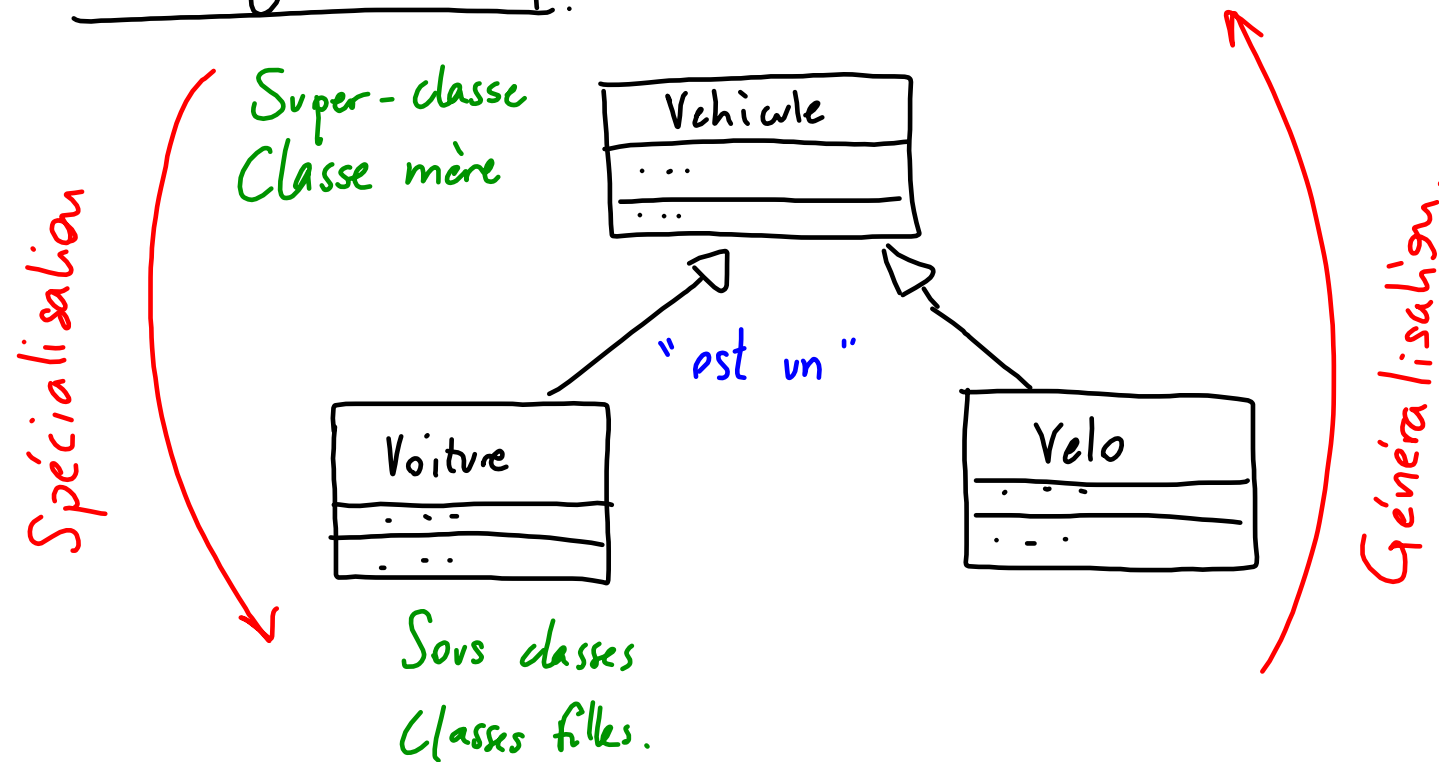 Super-classe
Classe mère
Vehicule
...
...
Spécialisation
Généralisation.
"est un"
Voiture
...
...
Velo
...
...
Sous classes
Classes filles.